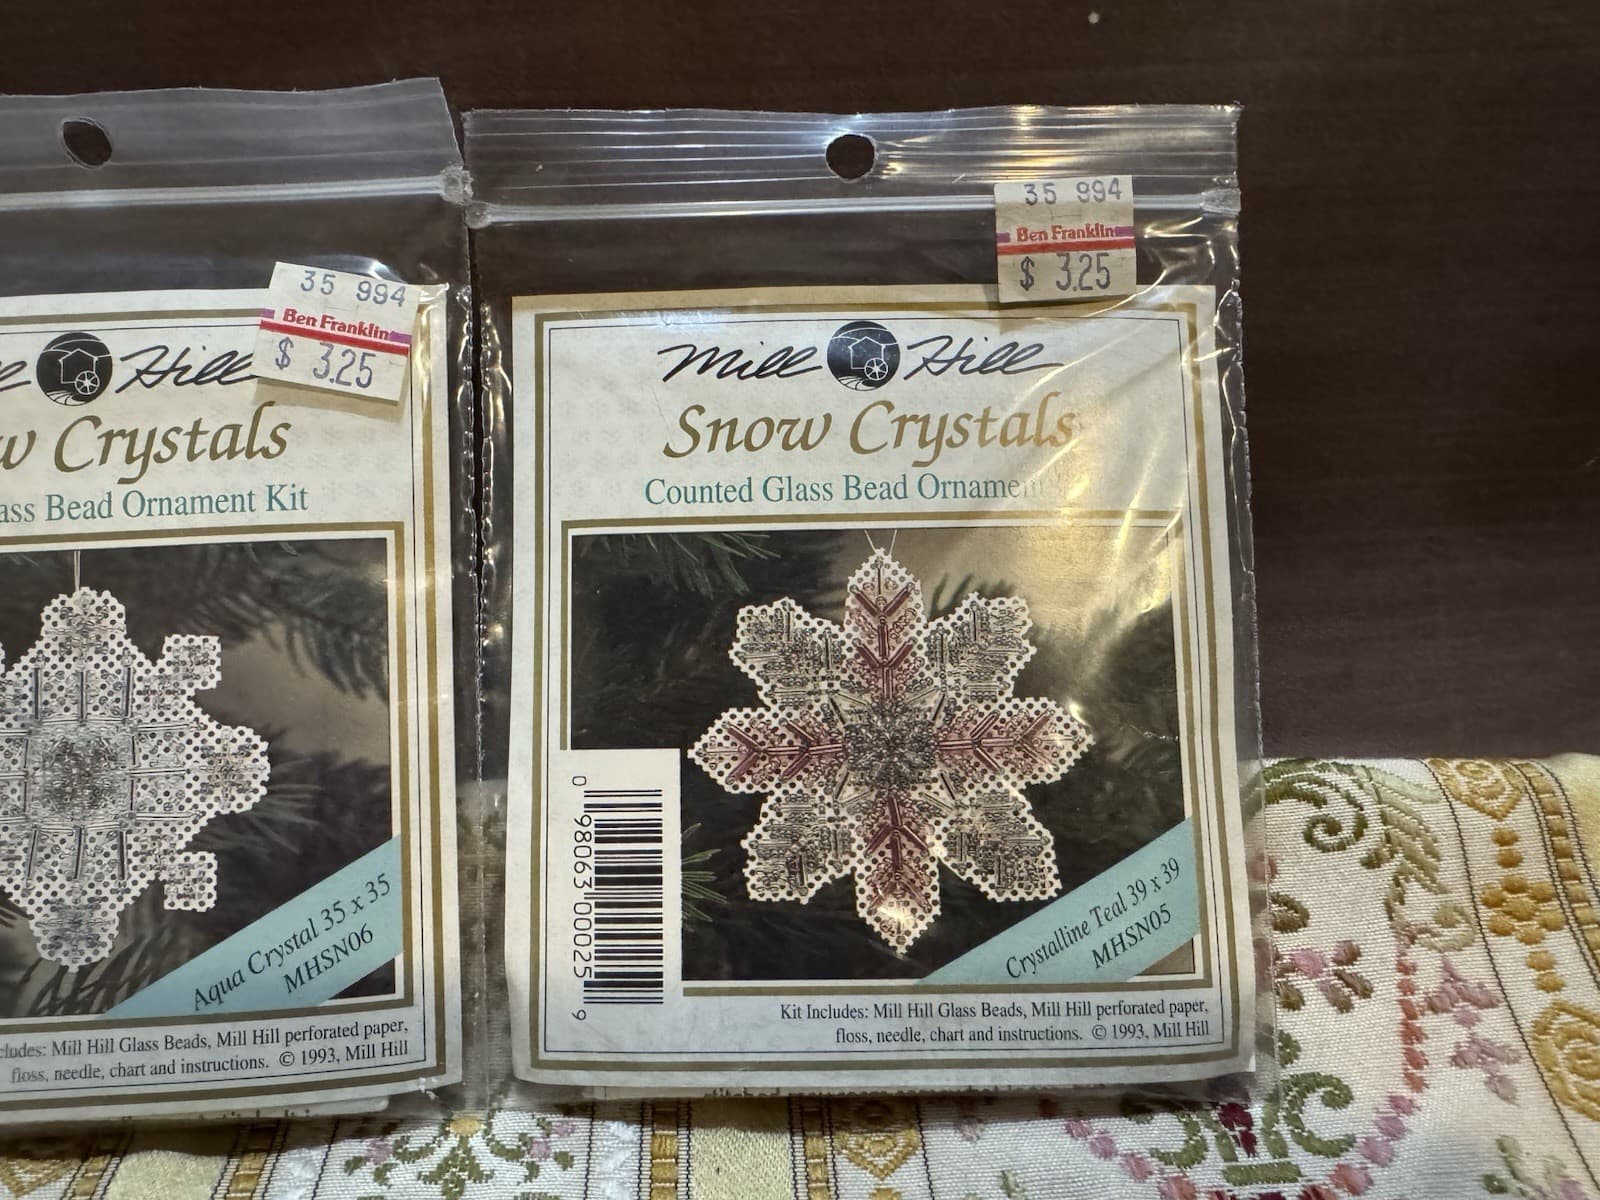 35 994
Ben Franklin
$ 3.25
Hill
Crystals
Bead Ornament Kit
Aqua Crystal 35 x 35
MHSN06
Mill Hill Glass Beads, Mill Hill perforated paper,
floss, needle, chart and instructions. © 1993, Mill Hill
35 994
Ben Franklin
$ 3.25
Mill Hill
Snow Crystals
Counted Glass Bead
0 98063 00025 9
Crystalline Teal 39 x 39
MHSN05
Kit Includes: Mill Hill Glass Beads, Mill Hill perforated paper,
floss, needle, chart and instructions. © 1993, Mill Hill